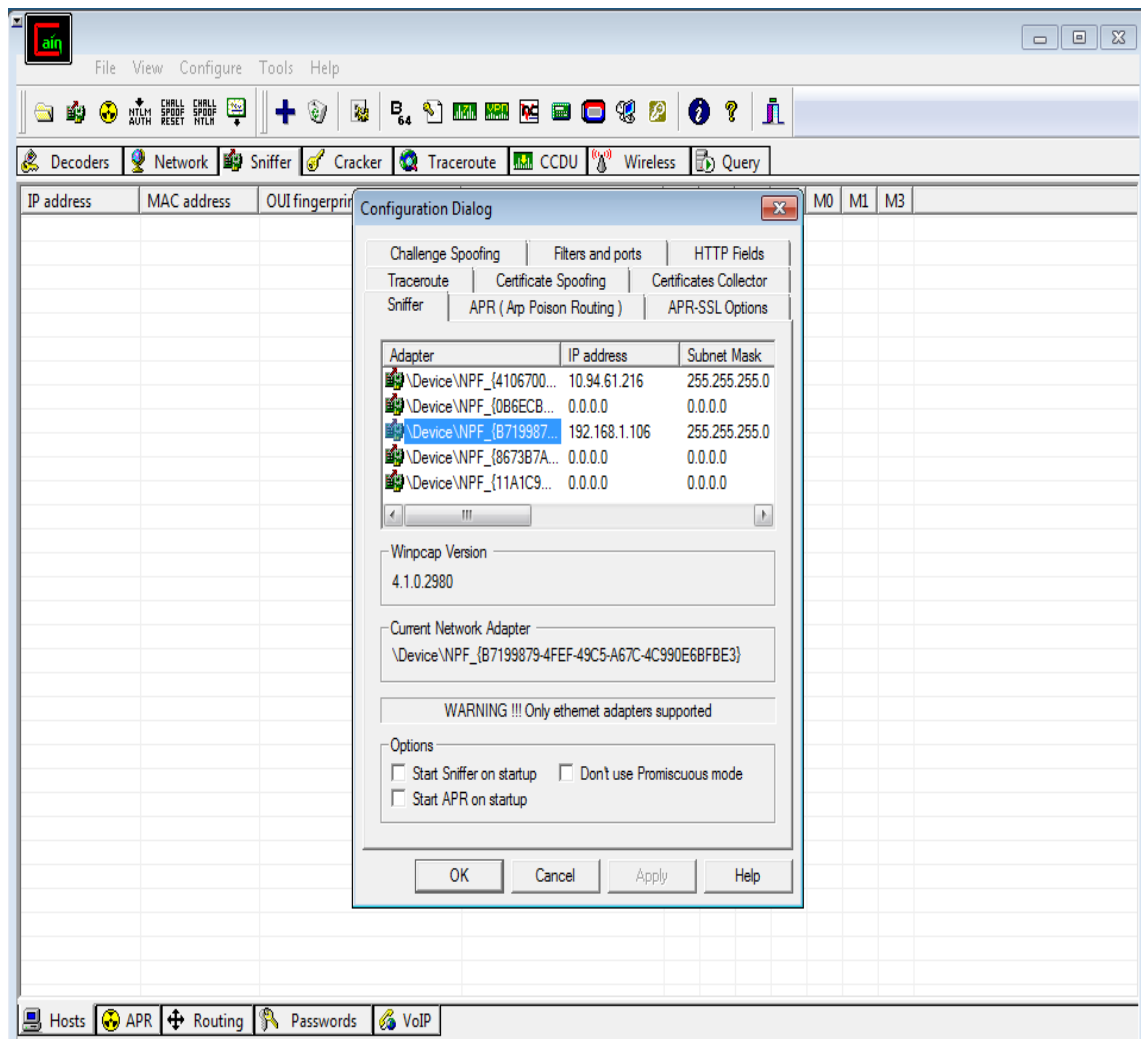 ain
File View Configure Tools Help
NTLM AUTH CHALL SPOOF RESET CHALL SPOOF NTLM B 64
Decoders Network Sniffer Cracker Traceroute CCDU Wireless Query
IP address MAC address OUI fingerprin M0 M1 M3
Configuration Dialog
Challenge Spoofing Filters and ports HTTP Fields
Traceroute Certificate Spoofing Certificates Collector
Sniffer APR ( Arp Poison Routing ) APR-SSL Options
Adapter IP address Subnet Mask
\Device\NPF_{4106700... 10.94.61.216 255.255.255.0
\Device\NPF_{0B6ECB... 0.0.0.0 0.0.0.0
\Device\NPF_{B719987... 192.168.1.106 255.255.255.0
\Device\NPF_{8673B7A... 0.0.0.0 0.0.0.0
\Device\NPF_{11A1C9... 0.0.0.0 0.0.0.0
Winpcap Version
4.1.0.2980
Current Network Adapter
\Device\NPF_{B7199879-4FEF-49C5-A67C-4C990E6BFBE3}
WARNING !!! Only ethernet adapters supported
Options
Start Sniffer on startup Don't use Promiscuous mode
Start APR on startup
OK Cancel Apply Help
Hosts APR Routing Passwords VoIP